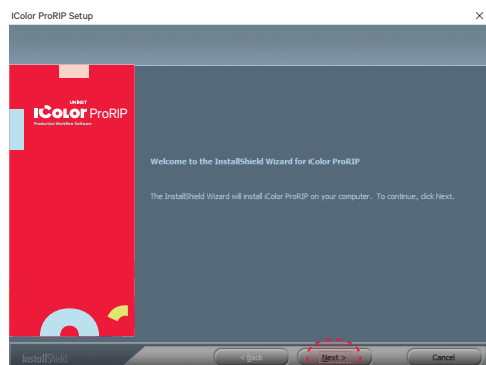 IColor ProRIP Setup
UNINET
ICOLOR ProRIP
Production Workflow Software
Welcome to the InstallShield Wizard for iColor ProRIP
The InstallShield Wizard will install iColor ProRIP on your computer. To continue, click Next.
InstallShield
< Back
Next >
Cancel